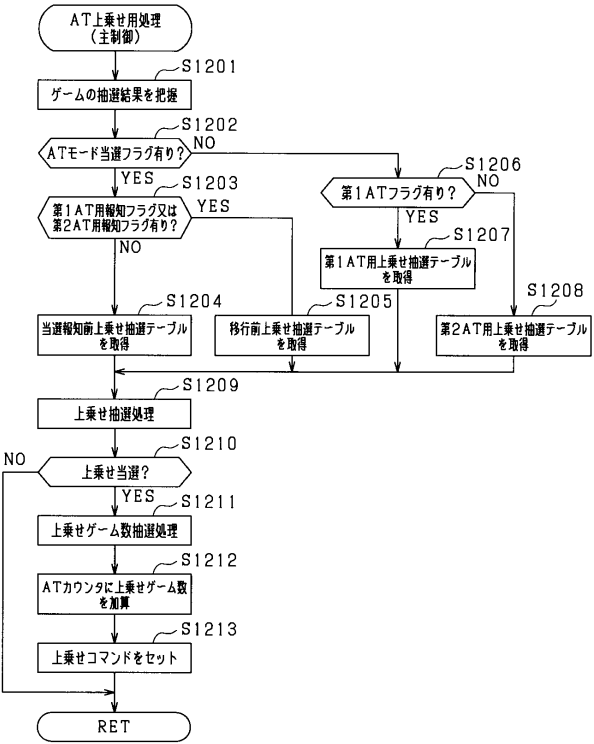 AT上乗せ用処理
(主制御)
S1201
ゲームの抽選結果を把握
S1202
ATモード当選フラグ有り?
NO
YES
S1203
第1AT用報知フラグ又は
第2AT用報知フラグ有り?
YES
NO
S1206
第1ATフラグ有り?
NO
YES
S1207
第1AT用上乗せ抽選テーブル
を取得
S1204
当選報知前上乗せ抽選テーブル
を取得
S1205
移行前上乗せ抽選テーブル
を取得
S1208
第2AT用上乗せ抽選テーブル
を取得
S1209
上乗せ抽選処理
S1210
上乗せ当選?
NO
YES
S1211
上乗せゲーム数抽選処理
S1212
ATカウンタに上乗せゲーム数
を加算
S1213
上乗せコマンドをセット
RET